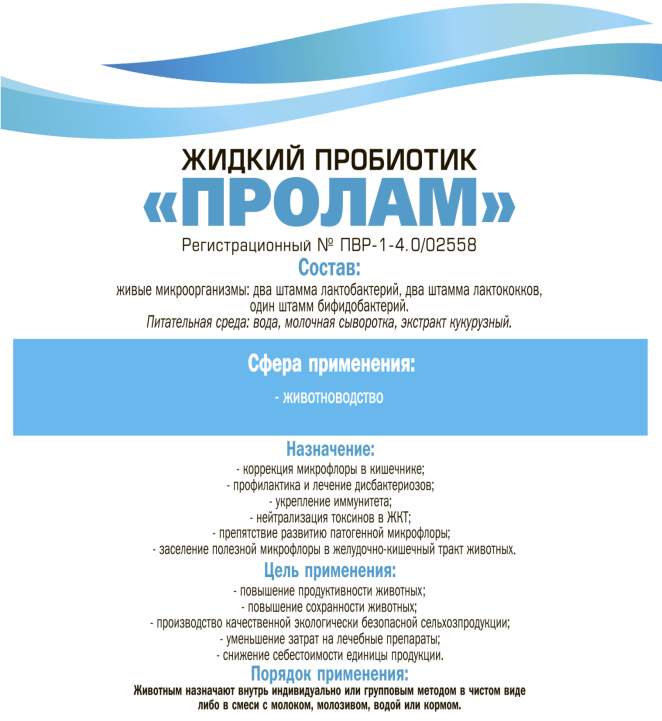 ЖИДКИЙ ПРОБИОТИК
«ПРОЛАМ»
Регистрационный № ПВР-1-4.0/02558
Состав:
живые микроорганизмы: два штамма лактобактерий, два штамма лактококков,
один штамм бифидобактерий.
Питательная среда: вода, молочная сыворотка, экстракт кукурузный.
Сфера применения:
- животноводство
Назначение:
- коррекция микрофлоры в кишечнике;
- профилактика и лечение дисбактериозов;
- укрепление иммунитета;
- нейтрализация токсинов в ЖКТ;
- препятствие развитию патогенной микрофлоры;
- заселение полезной микрофлоры в желудочно-кишечный тракт животных.
Цель применения:
- повышение продуктивности животных;
- повышение сохранности животных;
- производство качественной экологически безопасной сельхозпродукции;
- уменьшение затрат на лечебные препараты;
- снижение себестоимости единицы продукции.
Порядок применения:
Животным назначают внутрь индивидуально или групповым методом в чистом виде
либо в смеси с молоком, молозивом, водой или кормом.